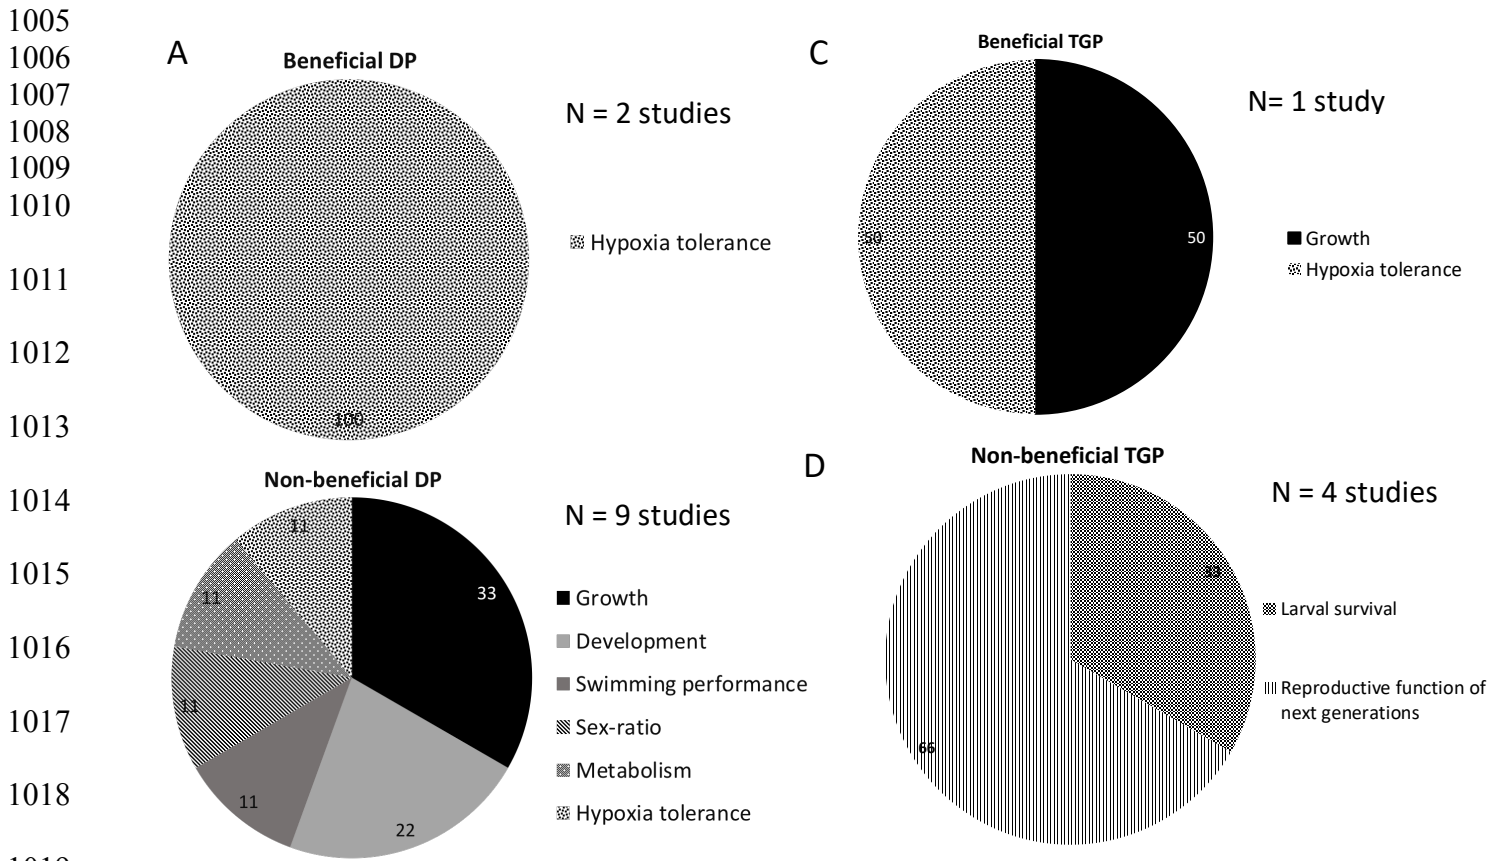 1005
1006
1007
1008
1009
1010
1011
1012
1013
1014
1015
1016
1017
1018
A
Beneficial DP
N = 2 studies
Hypoxia tolerance
100
C
Beneficial TGP
N= 1 study
50
50
Growth
Hypoxia tolerance
Non-beneficial DP
N = 9 studies
11
33
11
11
11
22
Growth
Development
Swimming performance
Sex-ratio
Metabolism
Hypoxia tolerance
D
Non-beneficial TGP
N = 4 studies
33
66
Larval survival
Reproductive function of
next generations